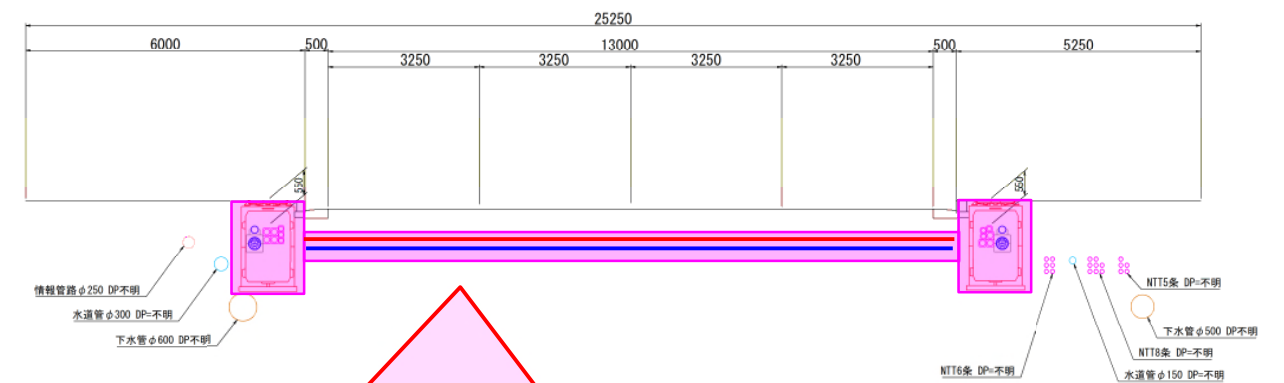 25250
6000
500
13000
500
5250
3250
3250
3250
3250
550
550
情報管路φ250 DP不明
水道管φ300 DP=不明
下水管φ600 DP不明
NTT5条 DP=不明
下水管φ500 DP不明
NTT8条 DP=不明
NTT6条 DP=不明
水道管φ150 DP=不明